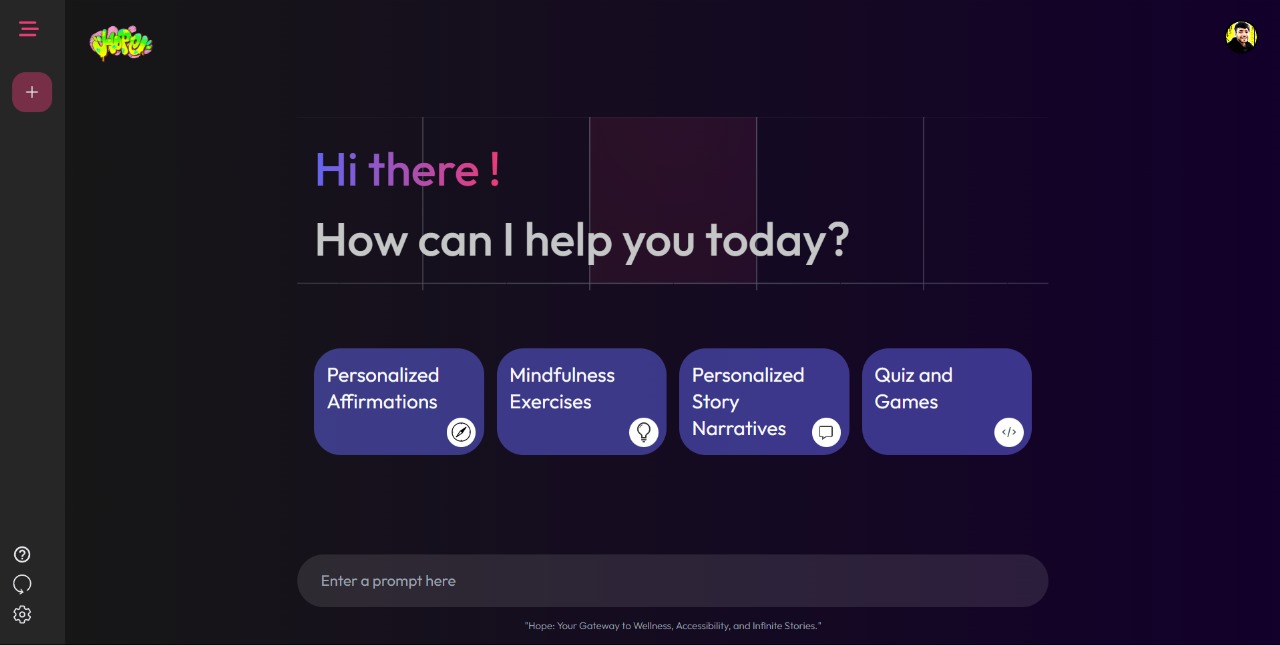 Hope
Hi there !
How can I help you today?
Personalized
Affirmations
Mindfulness
Exercises
Personalized
Story
Narratives
Quiz and
Games
Enter a prompt here
"Hope: Your Gateway to Wellness, Accessibility, and Infinite Stories."